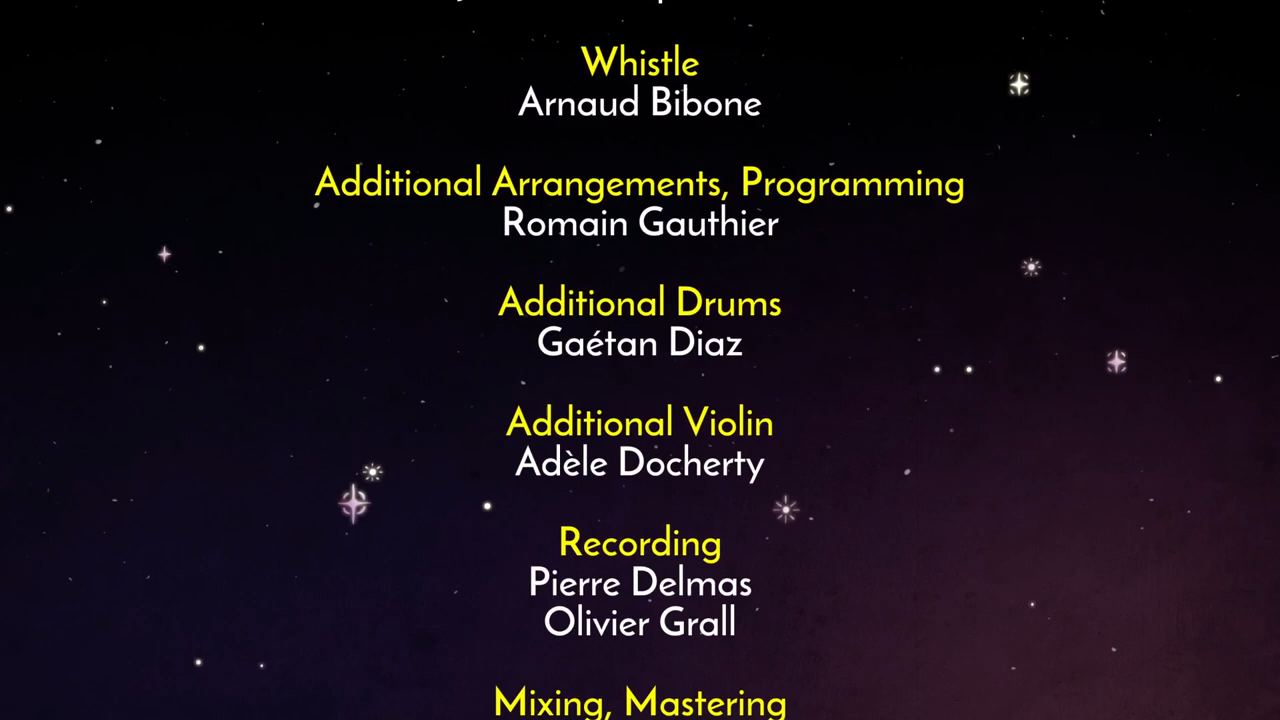 Whistle
Arnaud Bibone
Additional Arrangements, Programming
Romain Gauthier
Additional Drums
Gaétan Diaz
Additional Violin
Adèle Docherty
Recording
Pierre Delmas
Olivier Grall
Mixing, Mastering